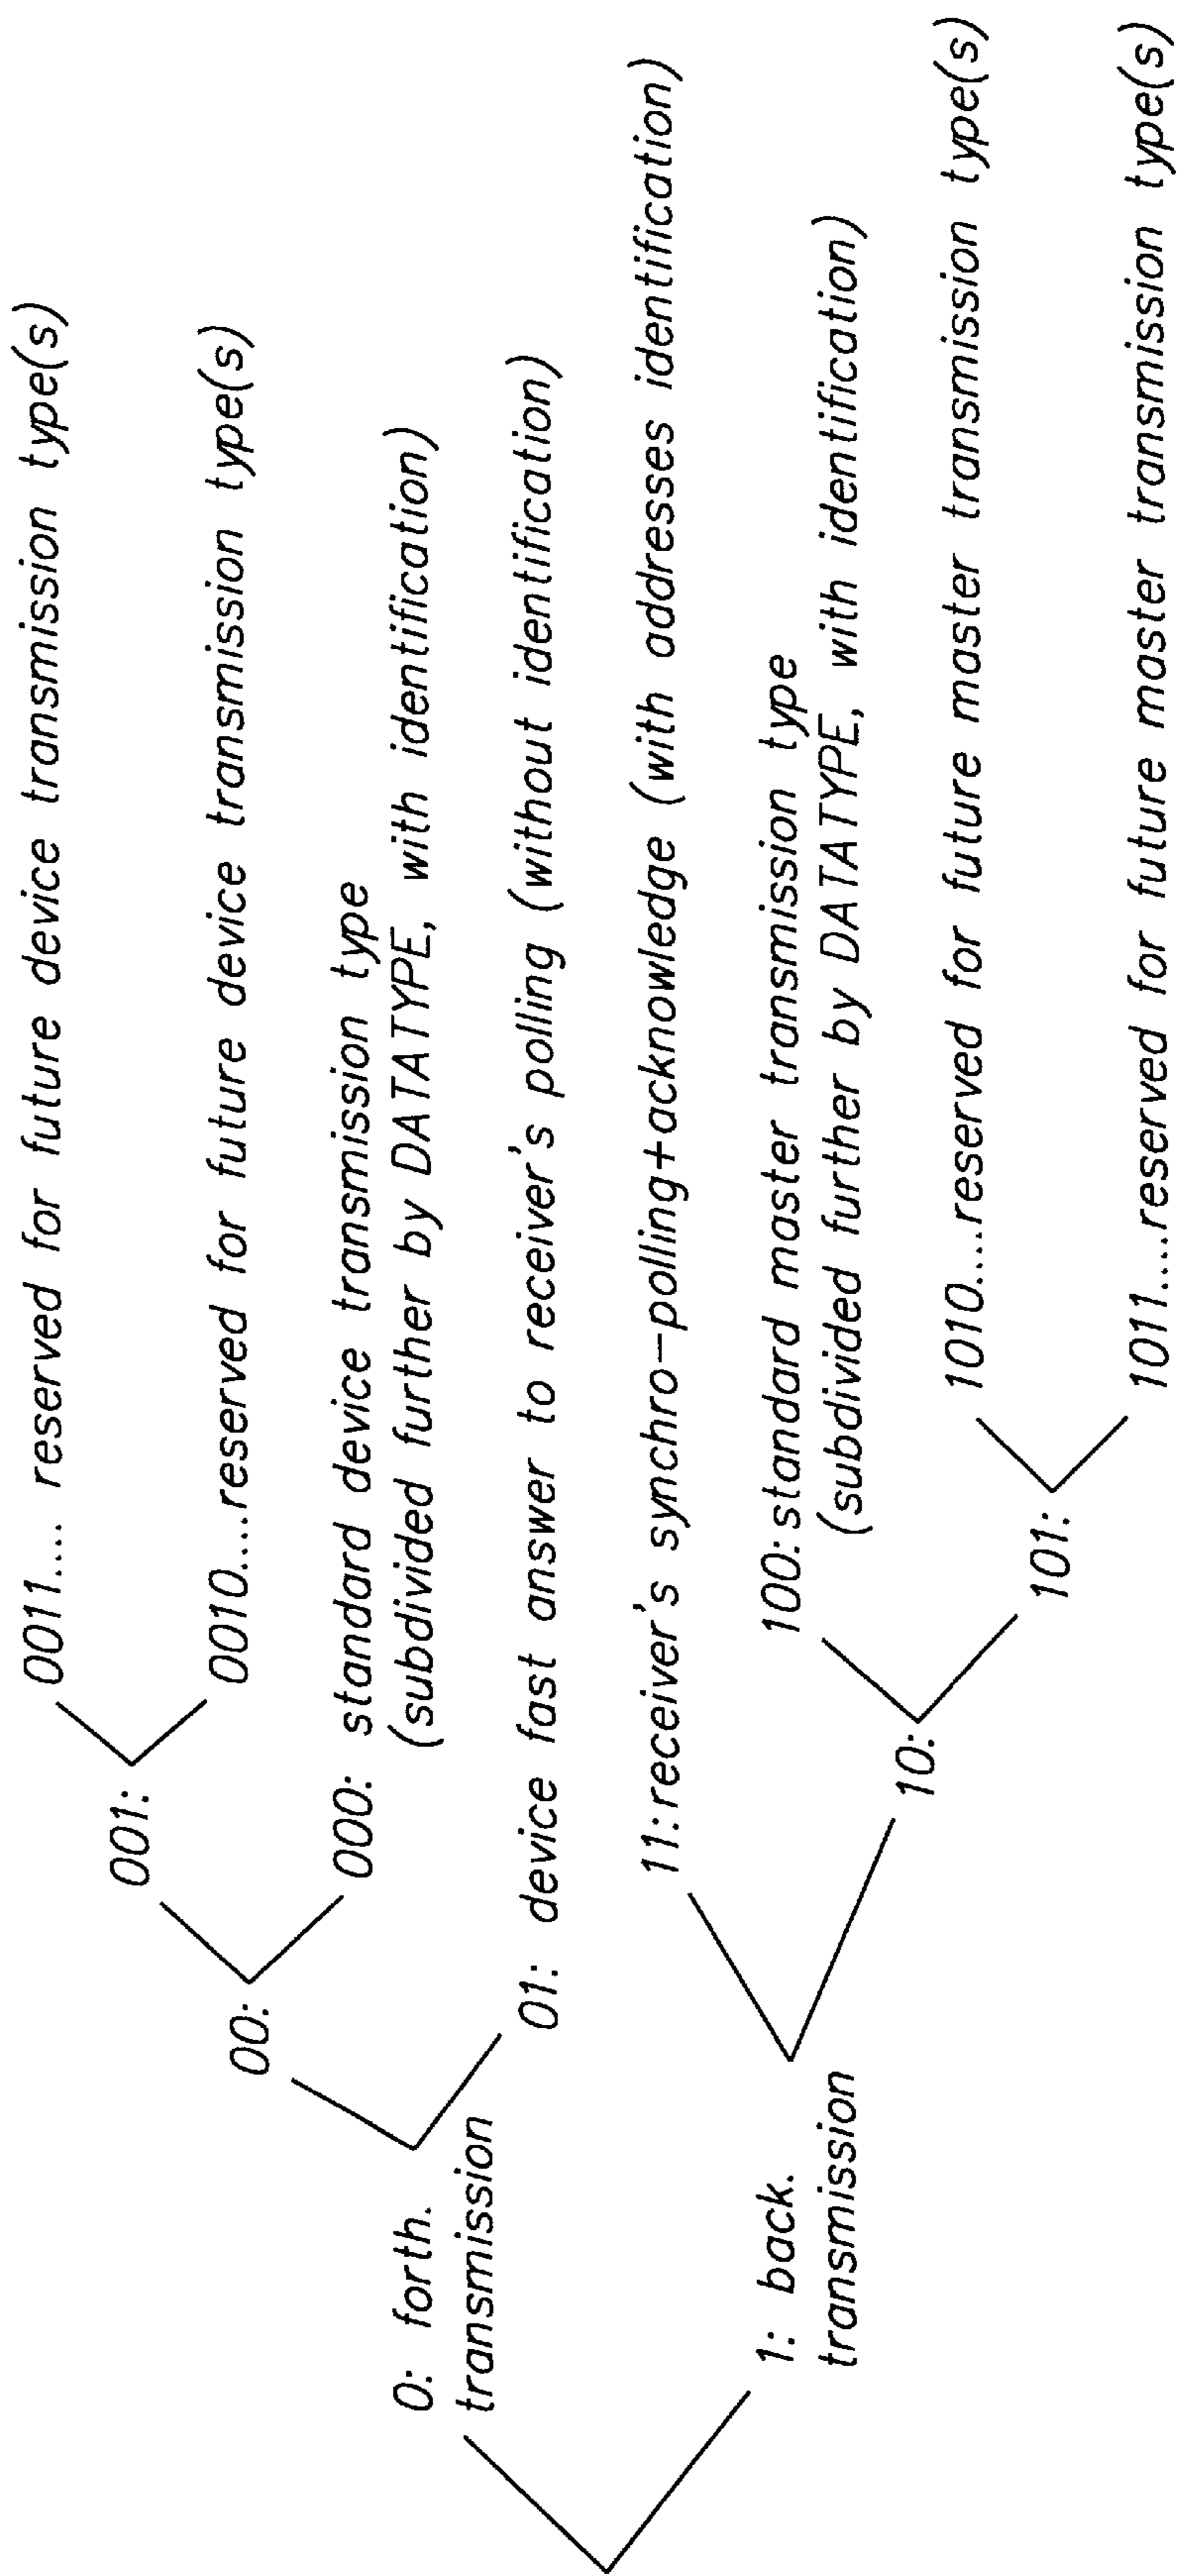 0011.... reserved for future device transmission type(s)
001:
0010....reserved for future device transmission type(s)
00:
000: standard device transmission type
(subdivided further by DATATYPE, with identification)
0: forth.
transmission
01: device fast answer to receiver's polling (without identification)
11:receiver's synchro-polling+acknowledge (with addresses identification)
1: back.
transmission
100:standard master transmission type
(subdivided further by DATATYPE, with identification)
10:
1010....reserved for future master transmission type(s)
101:
1011....reserved for future master transmission type(s)